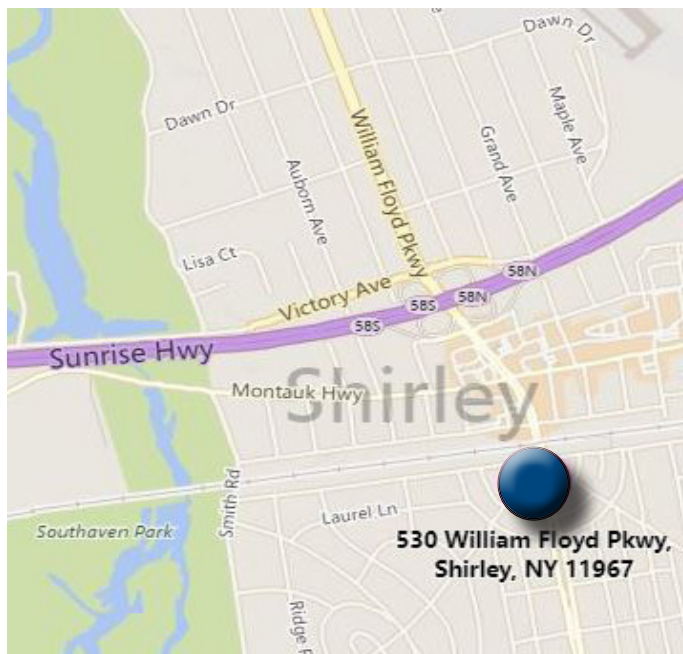 Dawn Dr
Dawn Dr
William Floyd Pkwy
Maple Ave
Grand Ave
Auborn Ave
Lisa Ct
58N
Victory Ave
58S
58N
58S
Sunrise Hwy
Montauk Hwy
Shirley
Smith Rd
Laurel Ln
Southaven Park
530 William Floyd Pkwy,
Shirley, NY 11967
Ridge